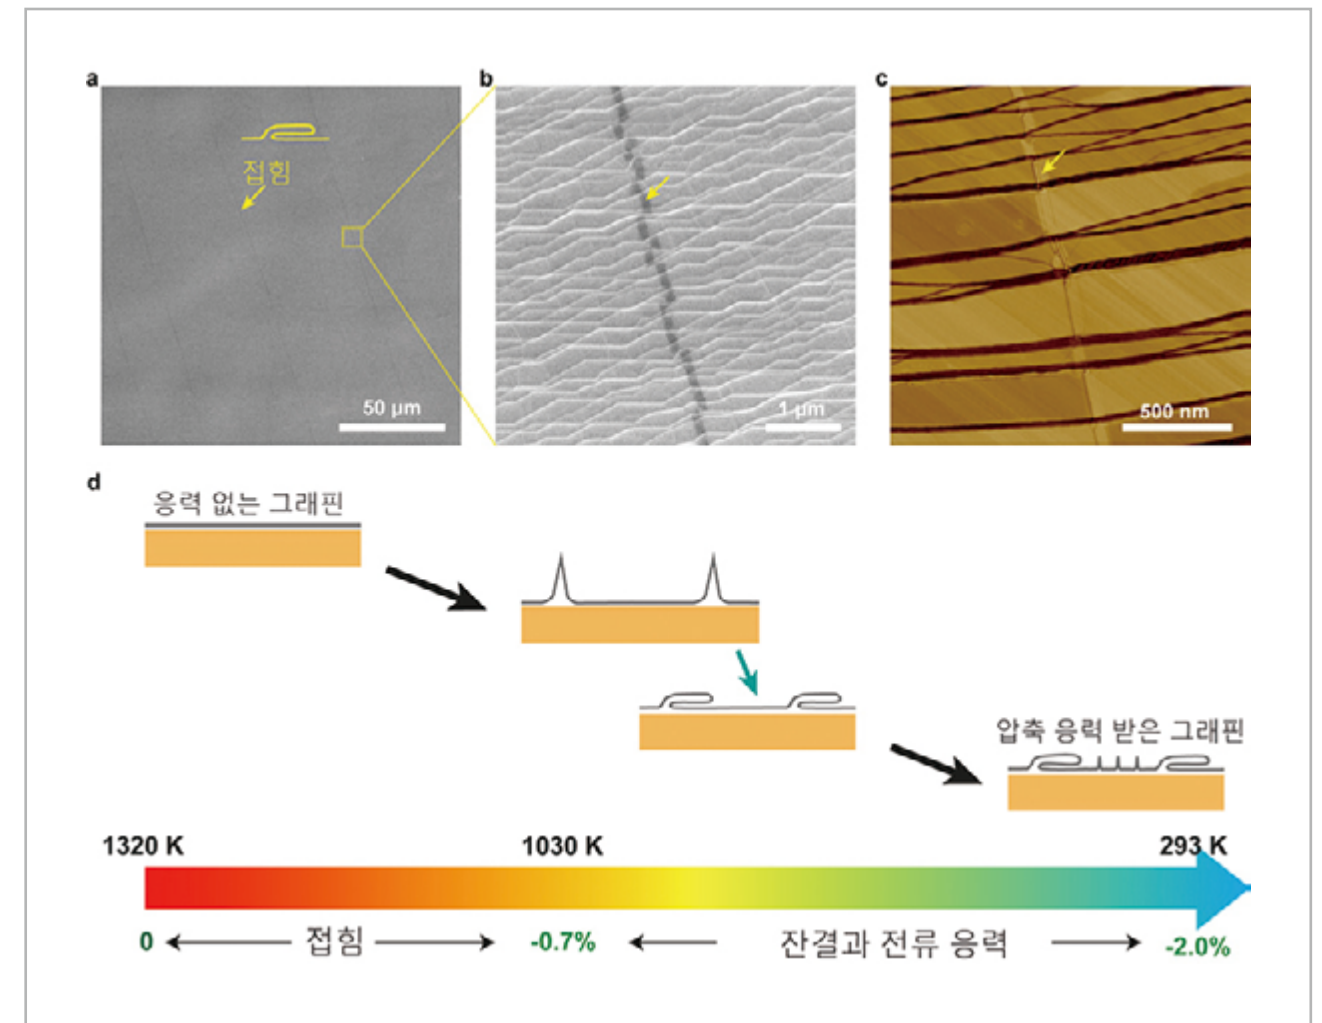 a
접힘
50 µm
b
1 µm
c
500 nm
d
응력 없는 그래핀
압축 응력 받은 그래핀
1320 K
1030 K
293 K
0
접힘
-0.7%
잔결과 전류 응력
-2.0%